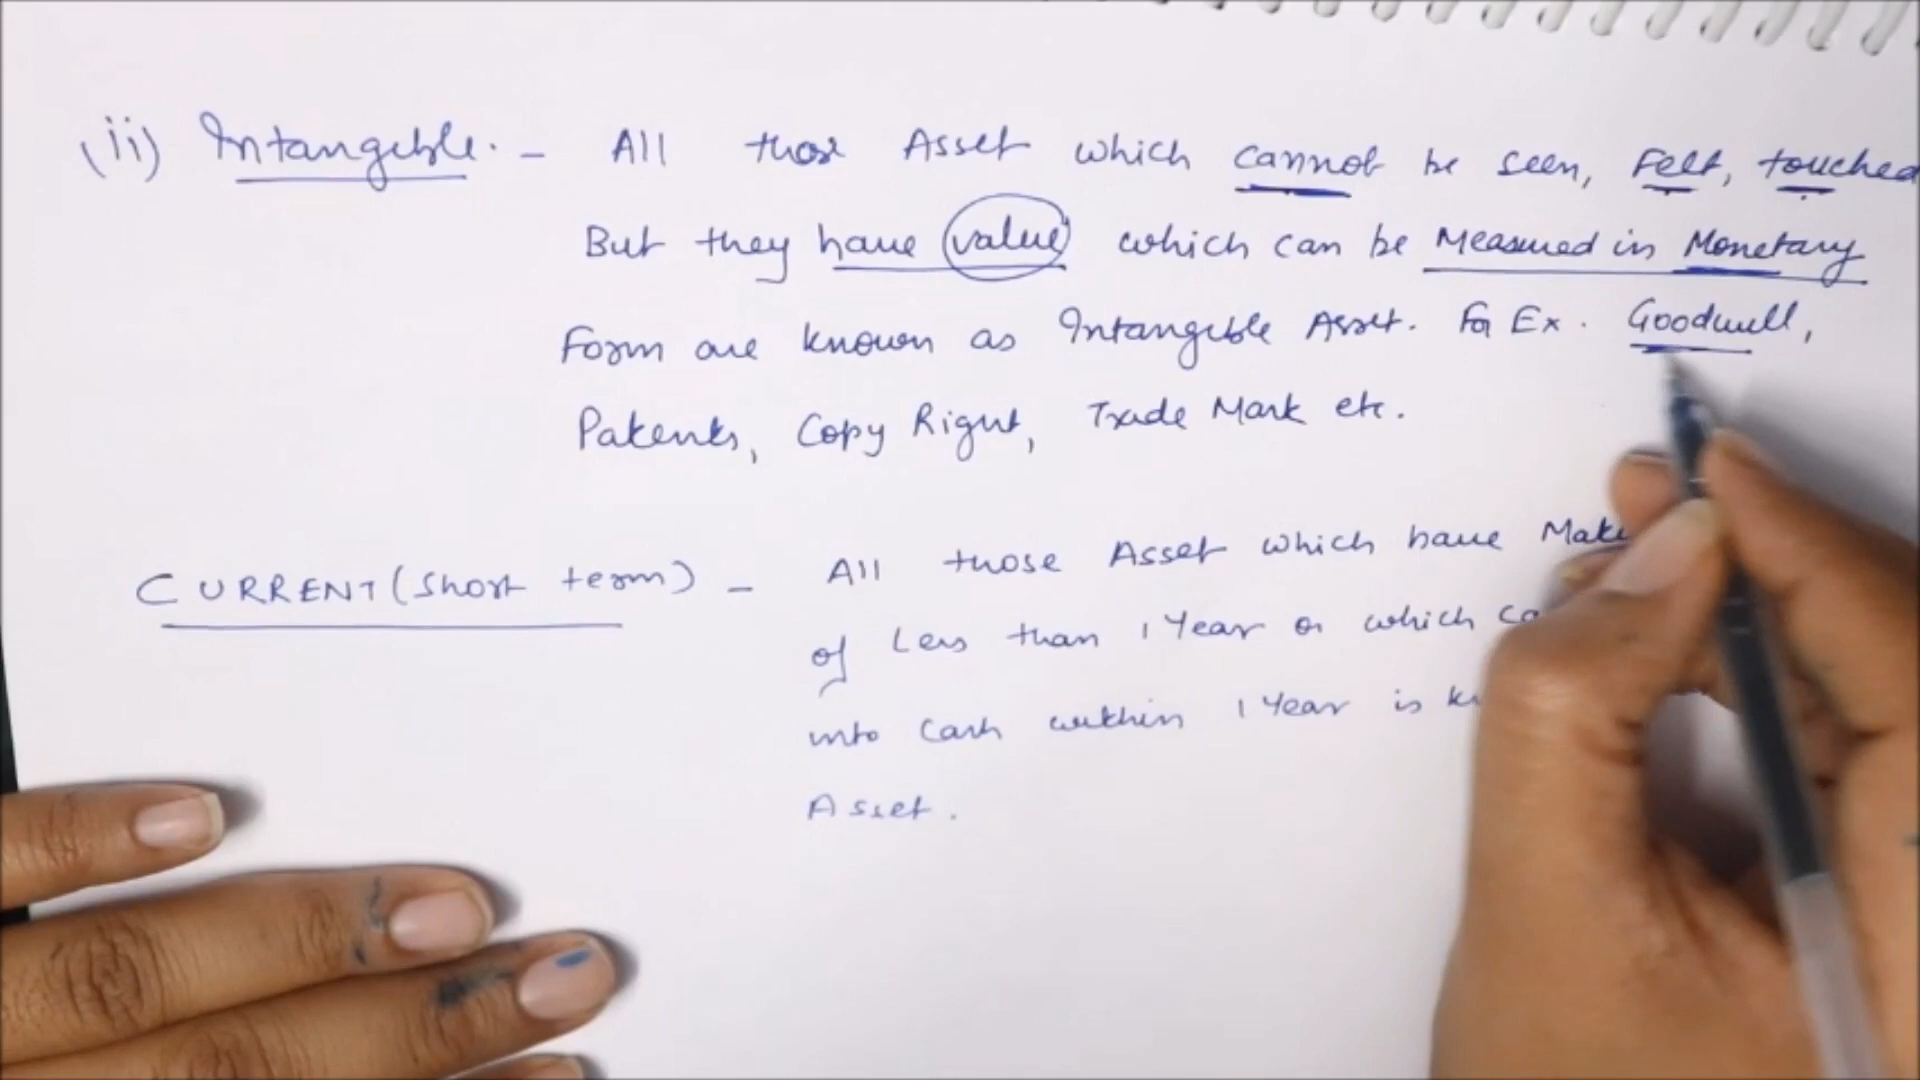 (ii) Intangible. - All those Asset which cannot be seen, Felt, touched
But they have value which can be Measured in Monetary
Form are known as Intangible Asset. For Ex. Goodwill,
Patents, Copy Right, Trade Mark etc.
CURRENT (Short term) - All those Asset which have
of Less than 1 Year or which
into Cash within 1 Year is
Asset.